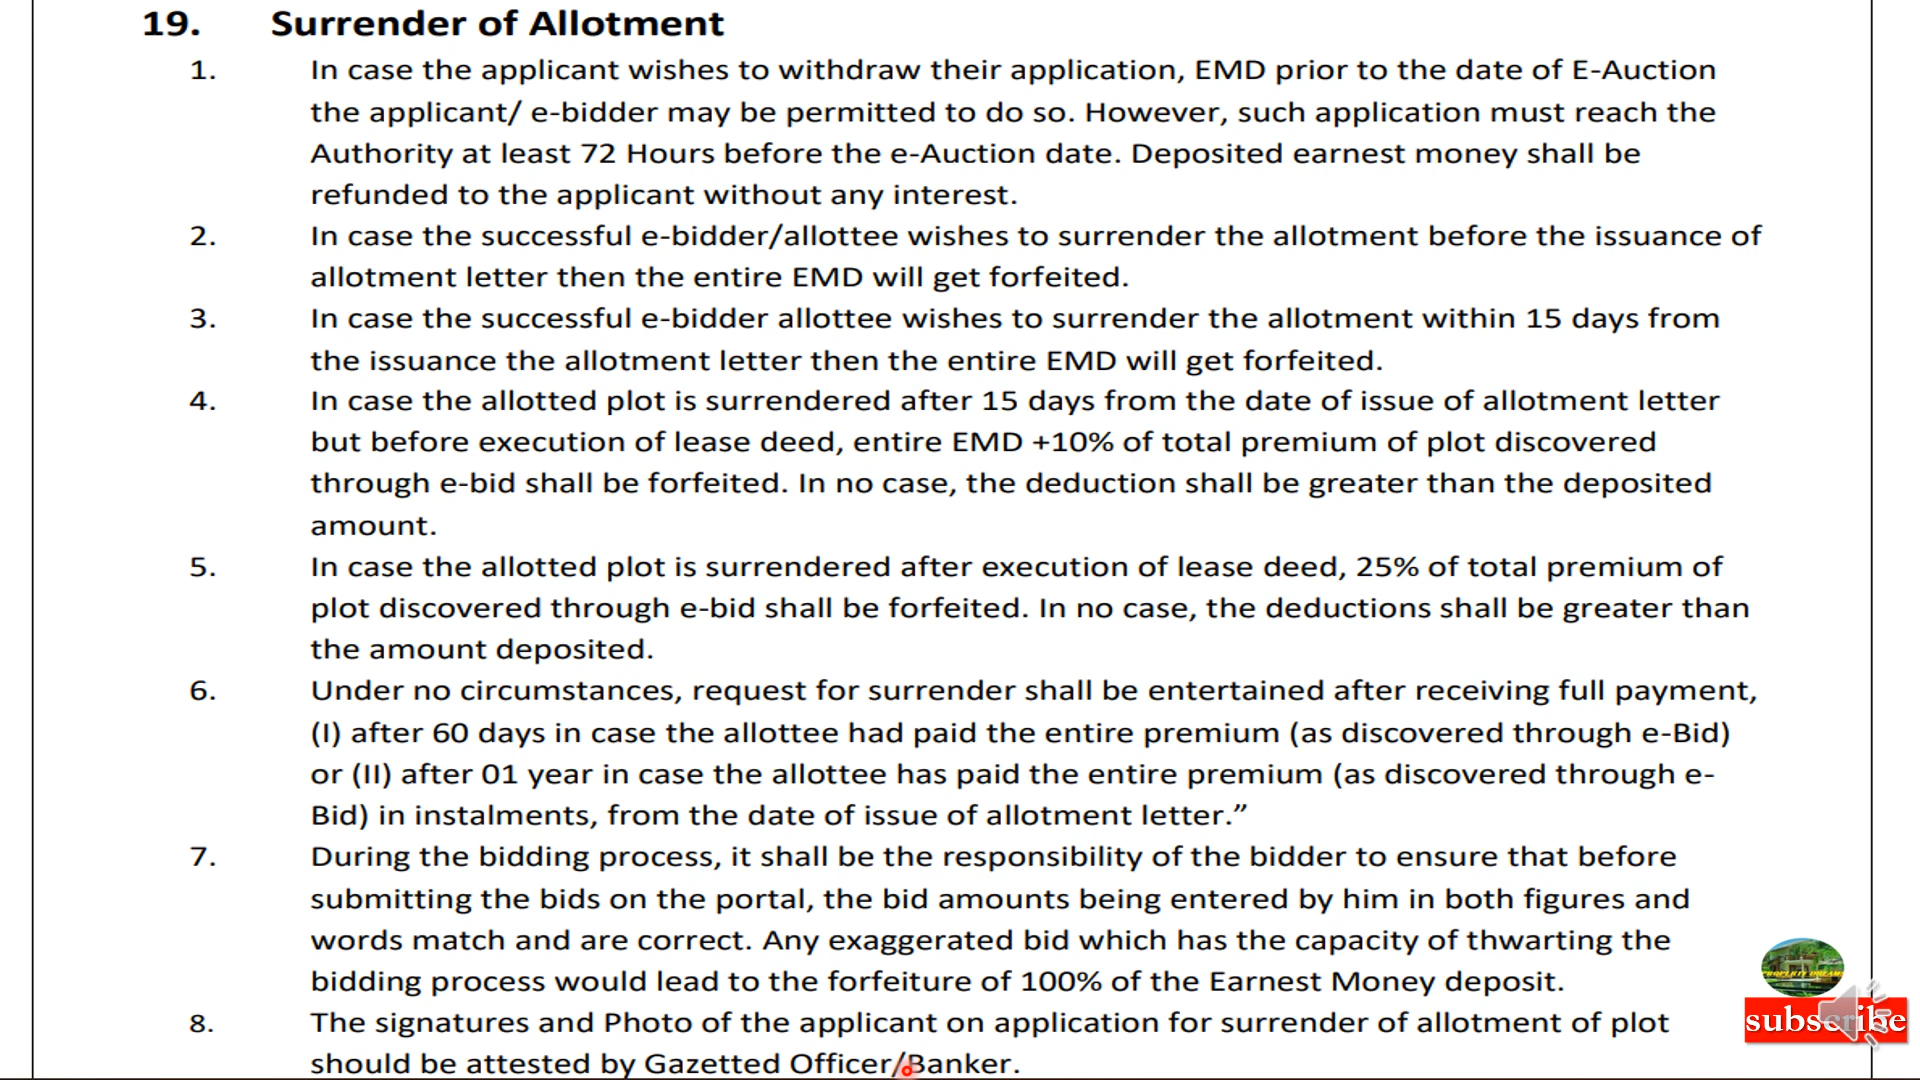 19. Surrender of Allotment
1. In case the applicant wishes to withdraw their application, EMD prior to the date of E-Auction
the applicant/ e-bidder may be permitted to do so. However, such application must reach the
Authority at least 72 Hours before the e-Auction date. Deposited earnest money shall be
refunded to the applicant without any interest.
2. In case the successful e-bidder/allottee wishes to surrender the allotment before the issuance of
allotment letter then the entire EMD will get forfeited.
3. In case the successful e-bidder allottee wishes to surrender the allotment within 15 days from
the issuance the allotment letter then the entire EMD will get forfeited.
4. In case the allotted plot is surrendered after 15 days from the date of issue of allotment letter
but before execution of lease deed, entire EMD +10% of total premium of plot discovered
through e-bid shall be forfeited. In no case, the deduction shall be greater than the deposited
amount.
5. In case the allotted plot is surrendered after execution of lease deed, 25% of total premium of
plot discovered through e-bid shall be forfeited. In no case, the deductions shall be greater than
the amount deposited.
6. Under no circumstances, request for surrender shall be entertained after receiving full payment,
(I) after 60 days in case the allottee had paid the entire premium (as discovered through e-Bid)
or (II) after 01 year in case the allottee has paid the entire premium (as discovered through e-
Bid) in instalments, from the date of issue of allotment letter.”
7. During the bidding process, it shall be the responsibility of the bidder to ensure that before
submitting the bids on the portal, the bid amounts being entered by him in both figures and
words match and are correct. Any exaggerated bid which has the capacity of thwarting the
bidding process would lead to the forfeiture of 100% of the Earnest Money deposit.
8. The signatures and Photo of the applicant on application for surrender of allotment of plot
should be attested by Gazetted Officer/Banker.
subscribe